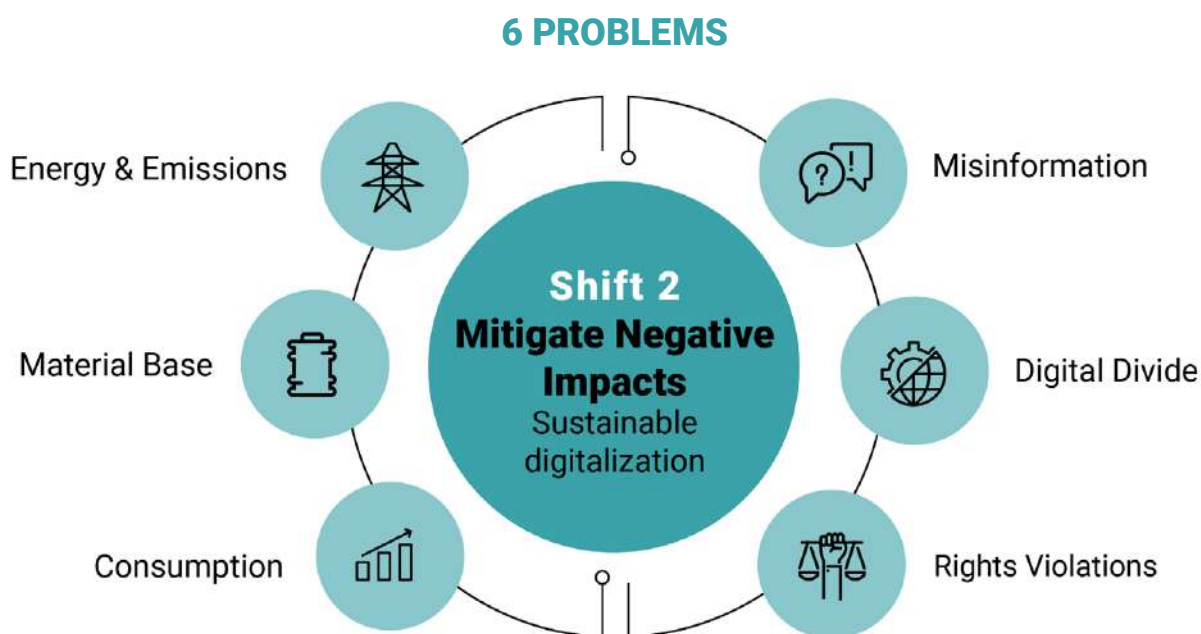 6 PROBLEMS
Energy & Emissions
Misinformation
Shift 2
Mitigate Negative
Impacts
Sustainable
digitalization
Material Base
Digital Divide
Consumption
Rights Violations